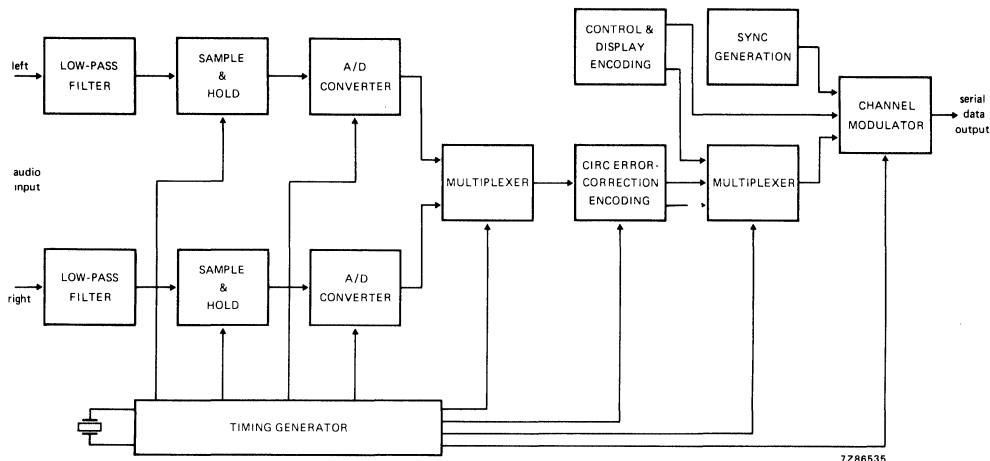 left
LOW-PASS
FILTER
SAMPLE
&
HOLD
A/D
CONVERTER
CONTROL &
DISPLAY
ENCODING
SYNC
GENERATION
CHANNEL
MODULATOR
serial
data
output
audio
input
MULTIPLEXER
CIRC ERROR-
CORRECTION
ENCODING
MULTIPLEXER
right
LOW-PASS
FILTER
SAMPLE
&
HOLD
A/D
CONVERTER
TIMING GENERATOR
7Z86535